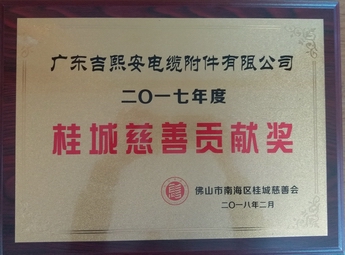 广东吉熙安电缆附件有限公司
二〇一七年度
桂城慈善贡献奖
佛山市南海区桂城慈善会
二〇一八年二月